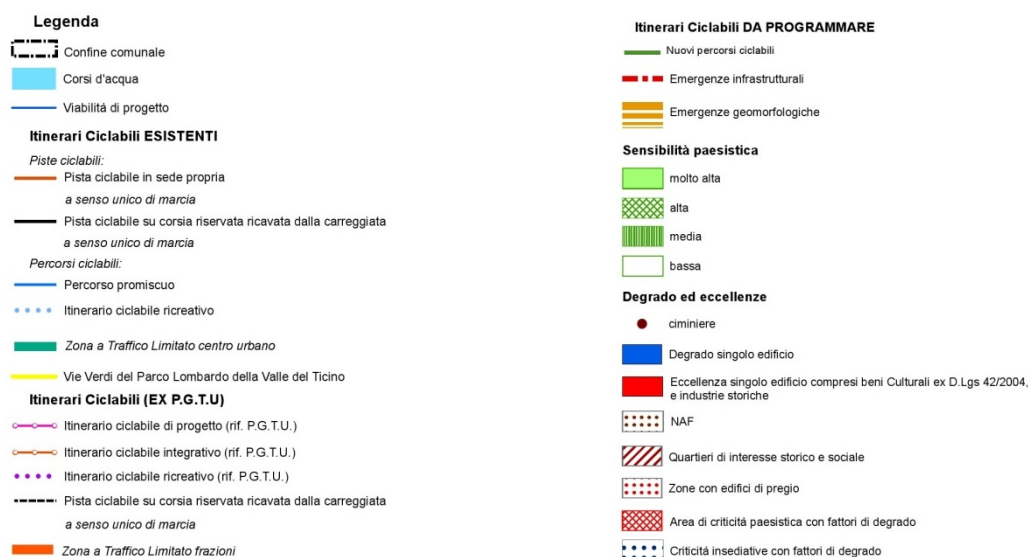 Legenda
Confine comunale
Corsi d'acqua
Viabilità di progetto
Itinerari Ciclabili ESISTENTI
Piste ciclabili:
Pista ciclabile in sede propria
a senso unico di marcia
Pista ciclabile su corsia riservata ricavata dalla carreggiata
a senso unico di marcia
Percorsi ciclabili:
Percorso promiscuo
Itinerario ciclabile ricreativo
Zona a Traffico Limitato centro urbano
Vie Verdi del Parco Lombardo della Valle del Ticino
Itinerari Ciclabili (EX P.G.T.U)
Itinerario ciclabile di progetto (rif. P.G.T.U.)
Itinerario ciclabile integrativo (rif. P.G.T.U.)
Itinerario ciclabile ricreativo (rif. P.G.T.U.)
Pista ciclabile su corsia riservata ricavata dalla carreggiata
a senso unico di marcia
Zona a Traffico Limitato frazioni
Itinerari Ciclabili DA PROGRAMMARE
Nuovi percorsi ciclabili
Emergenze infrastrutturali
Emergenze geomorfologiche
Sensibilità paesistica
molto alta
alta
media
bassa
Degrado ed eccellenze
ciminiere
Degrado singolo edificio
Eccellenza singolo edificio compresi beni Culturali ex D.Lgs 42/2004,
e industrie storiche
NAF
Quartieri di interesse storico e sociale
Zone con edifici di pregio
Area di criticità paesistica con fattori di degrado
Criticità insediative con fattori di degrado